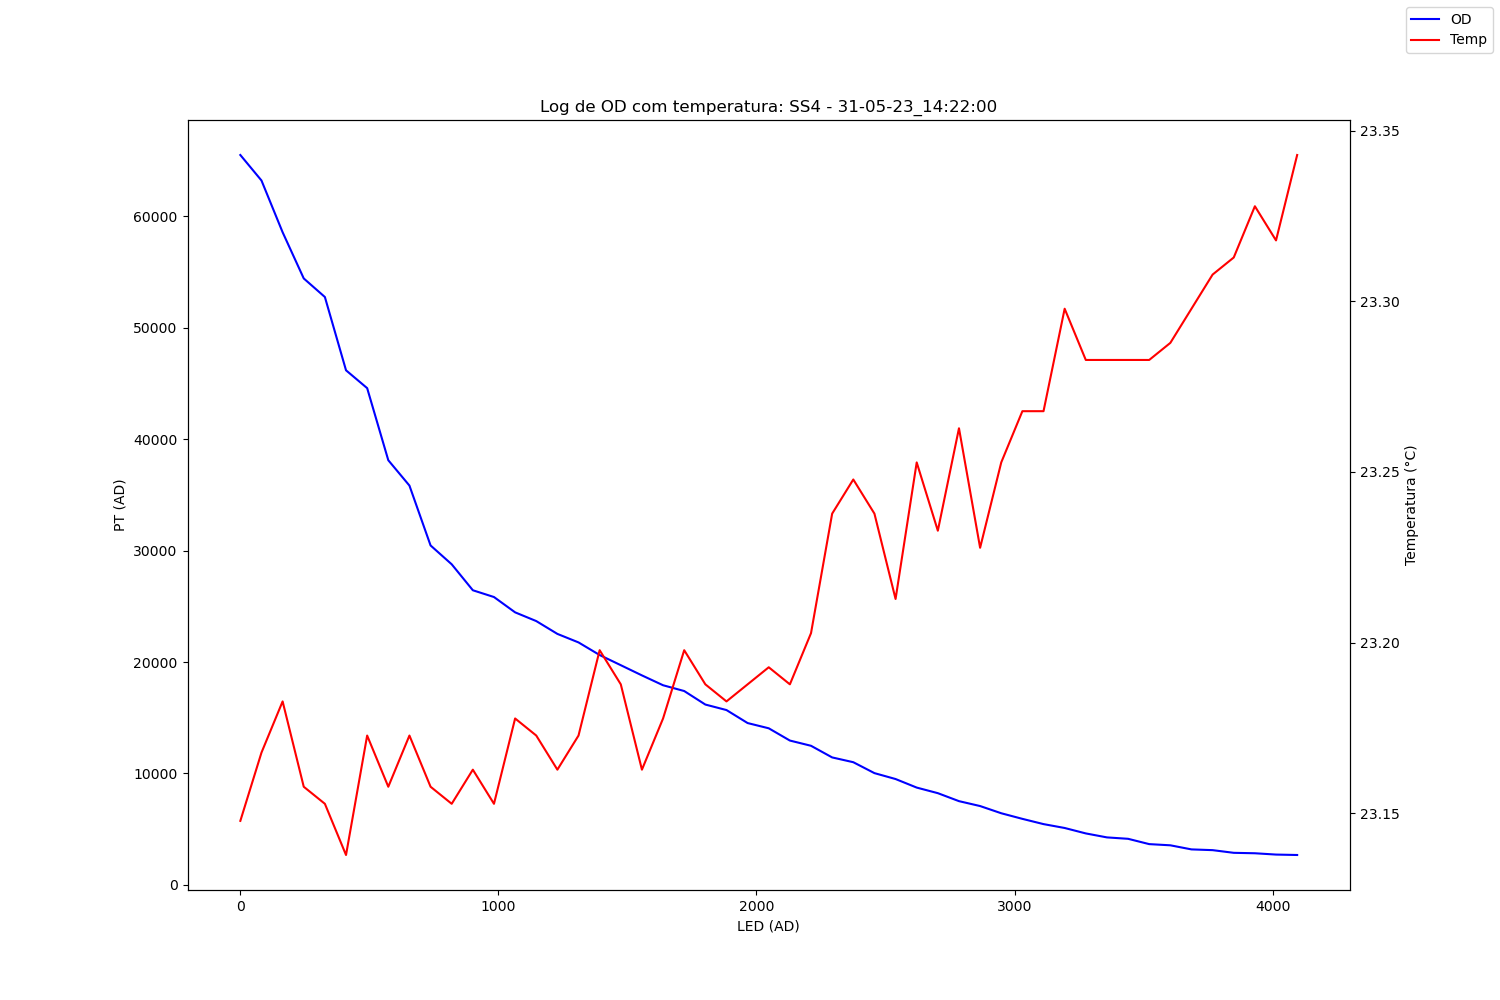 OD
Temp
Log de OD com temperatura: SS4 - 31-05-23_14:22:00
60000
50000
40000
30000
20000
10000
0
PT (AD)
23.35
23.30
23.25
23.20
23.15
Temperatura (°C)
0 1000 2000 3000 4000
LED (AD)